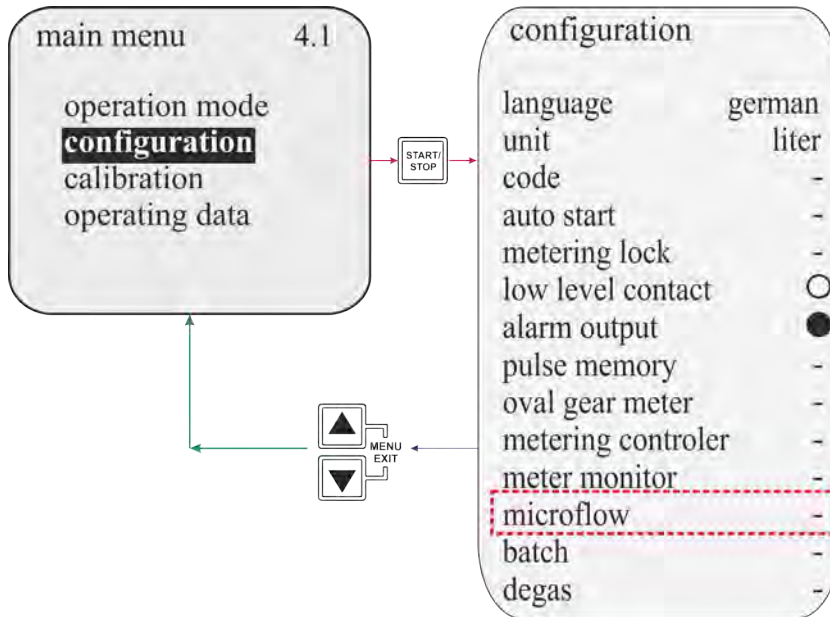 main menu 4.1
operation mode
configuration
calibration
operating data
START/
STOP
configuration
language german
unit liter
code -
auto start -
metering lock -
low level contact
alarm output
pulse memory -
oval gear meter -
metering controler -
meter monitor -
microflow -
batch -
degas -
MENU
EXIT